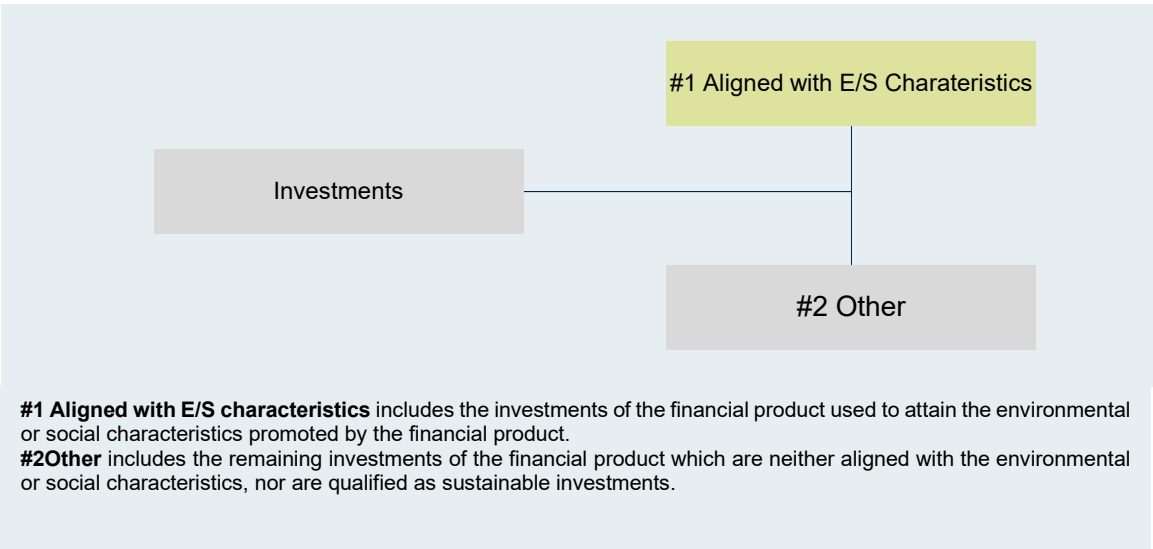 #1 Aligned with E/S Charateristics
Investments
#2 Other
#1 Aligned with E/S characteristics includes the investments of the financial product used to attain the environmental
or social characteristics promoted by the financial product.
#2Other includes the remaining investments of the financial product which are neither aligned with the environmental
or social characteristics, nor are qualified as sustainable investments.